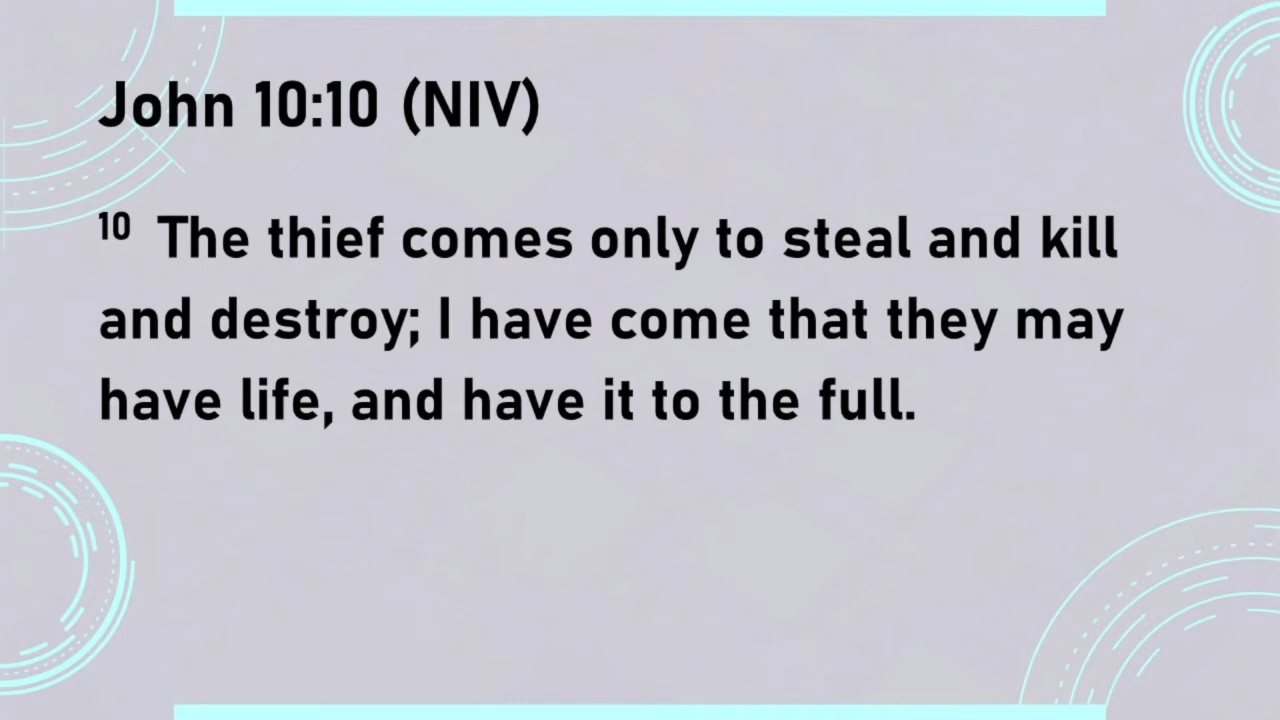 John 10:10 (NIV)
10 The thief comes only to steal and kill
and destroy; I have come that they may
have life, and have it to the full.